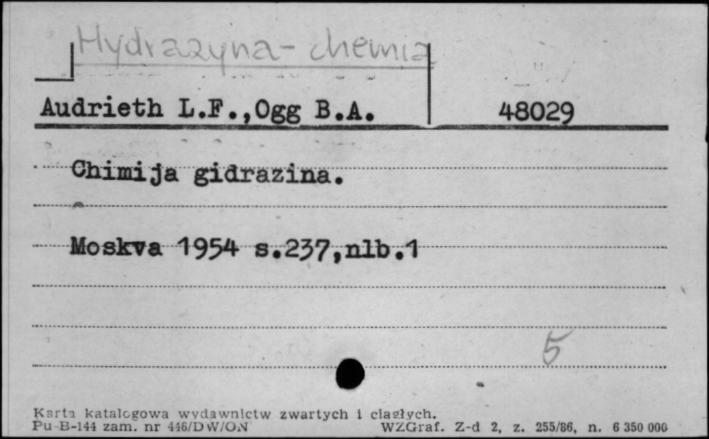 Hydrazyna - chemia
Audrieth L.F.,Ogg B.A. 48029
Chimija gidrazina.
Moskva 1954 s.237,nlb.1
5
Karta katalogowa wydawnictw zwartych i ciągłych.
Pu-B-144 zam. nr 446/DW/ON WZGraf. Z-d 2, z. 255/86, n. 6 350 000